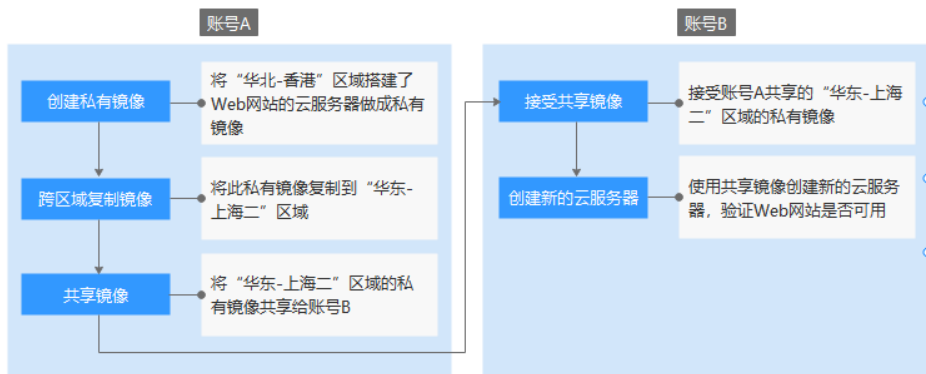 账号A
创建私有镜像
将“华北-香港”区域搭建了
Web网站的云服务器做成私有
镜像
跨区域复制镜像
将此私有镜像复制到“华东-
上海二”区域
共享镜像
将“华东-上海二”区域的私
有镜像共享给账号B
账号B
接受共享镜像
接受账号A共享的“华东-上海
二”区域的私有镜像
创建新的云服务器
使用共享镜像创建新的云服务
器，验证Web网站是否可用